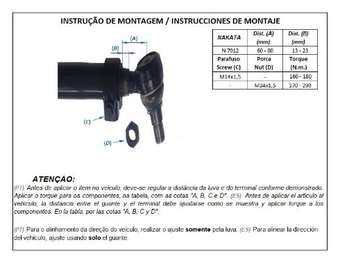 INSTRUÇÃO DE MONTAGEM / INSTRUCCIONES DE MONTAJE
NAKATA Dist. (A) (mm) Dist. (B) (mm)
N 7012 60 - 80 13 - 23
Parafuso Screw (C) Porca Nut (D) Torque (N.m.)
M14x1,5 - 160 - 180
- M24x1,5 270 - 290
(A)
(B)
(C)
(D)
ATENÇAO:
(PT) Antes de aplicar o item no veículo, deve-se regular a distância da luva e do terminal conforme demonstrado.
Aplicar o torque para os componentes, na tabela, com as cotas "A, B, C e D". (ES) Antes de aplicar el artículo al
vehículo, la distancia entre el guante y el terminal debe ajustarse como se muestra y aplicar torque a los
componentes. En la tabla, por las cotas "A, B, C y D".
(PT) Para o alinhamento da direção do veículo, realizar o ajuste somente pela luva. (ES) Para alinear la dirección
del vehículo, ajuste usando solo el guante.